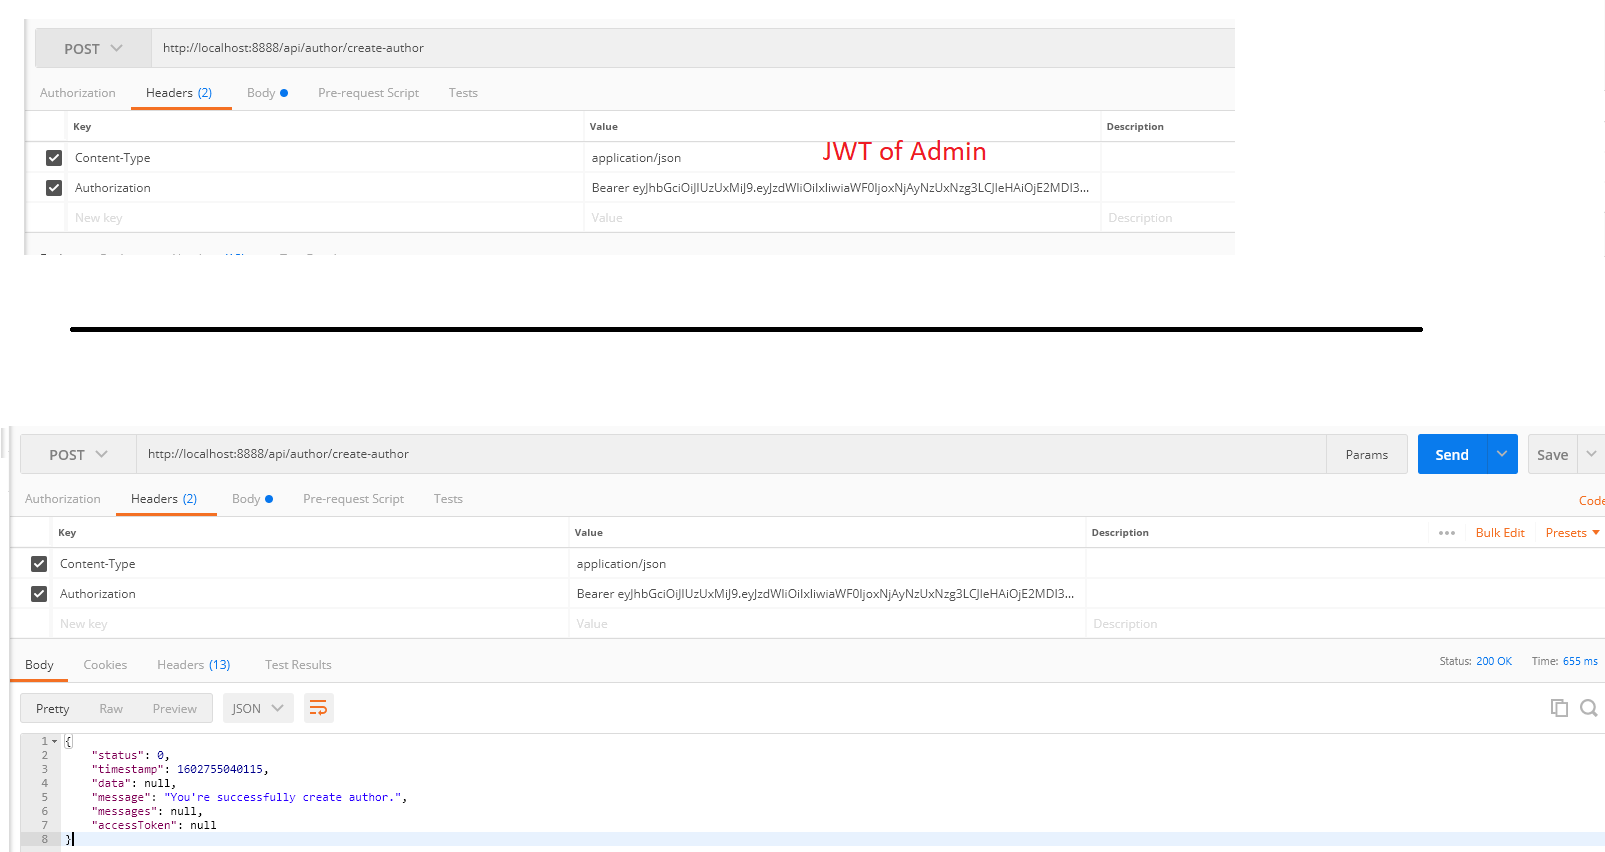 POST http://localhost:8888/api/author/create-author
Authorization Headers (2) Body Pre-request Script Tests
Key Value Description
JWT of Admin
Content-Type application/json
Authorization Bearer eyJhbGciOiJIUzUxMiJ9.eyJzdWIiOiIxIiwiaWF0IjoxNjAyNzUxNzg3LCJleHAiOjE2MDI3...
New key Value Description
POST http://localhost:8888/api/author/create-author Params Send Save
Authorization Headers (2) Body Pre-request Script Tests Code
Key Value Description ••• Bulk Edit Presets
Content-Type application/json
Authorization Bearer eyJhbGciOiJIUzUxMiJ9.eyJzdWIiOiIxIiwiaWF0IjoxNjAyNzUxNzg3LCJleHAiOjE2MDI3...
New key Value Description
Body Cookies Headers (13) Test Results Status: 200 OK Time: 655 ms
Pretty Raw Preview JSON
1 {
2 "status": 0,
3 "timestamp": 1602755040115,
4 "data": null,
5 "message": "You're successfully create author.",
6 "messages": null,
7 "accessToken": null
8 }